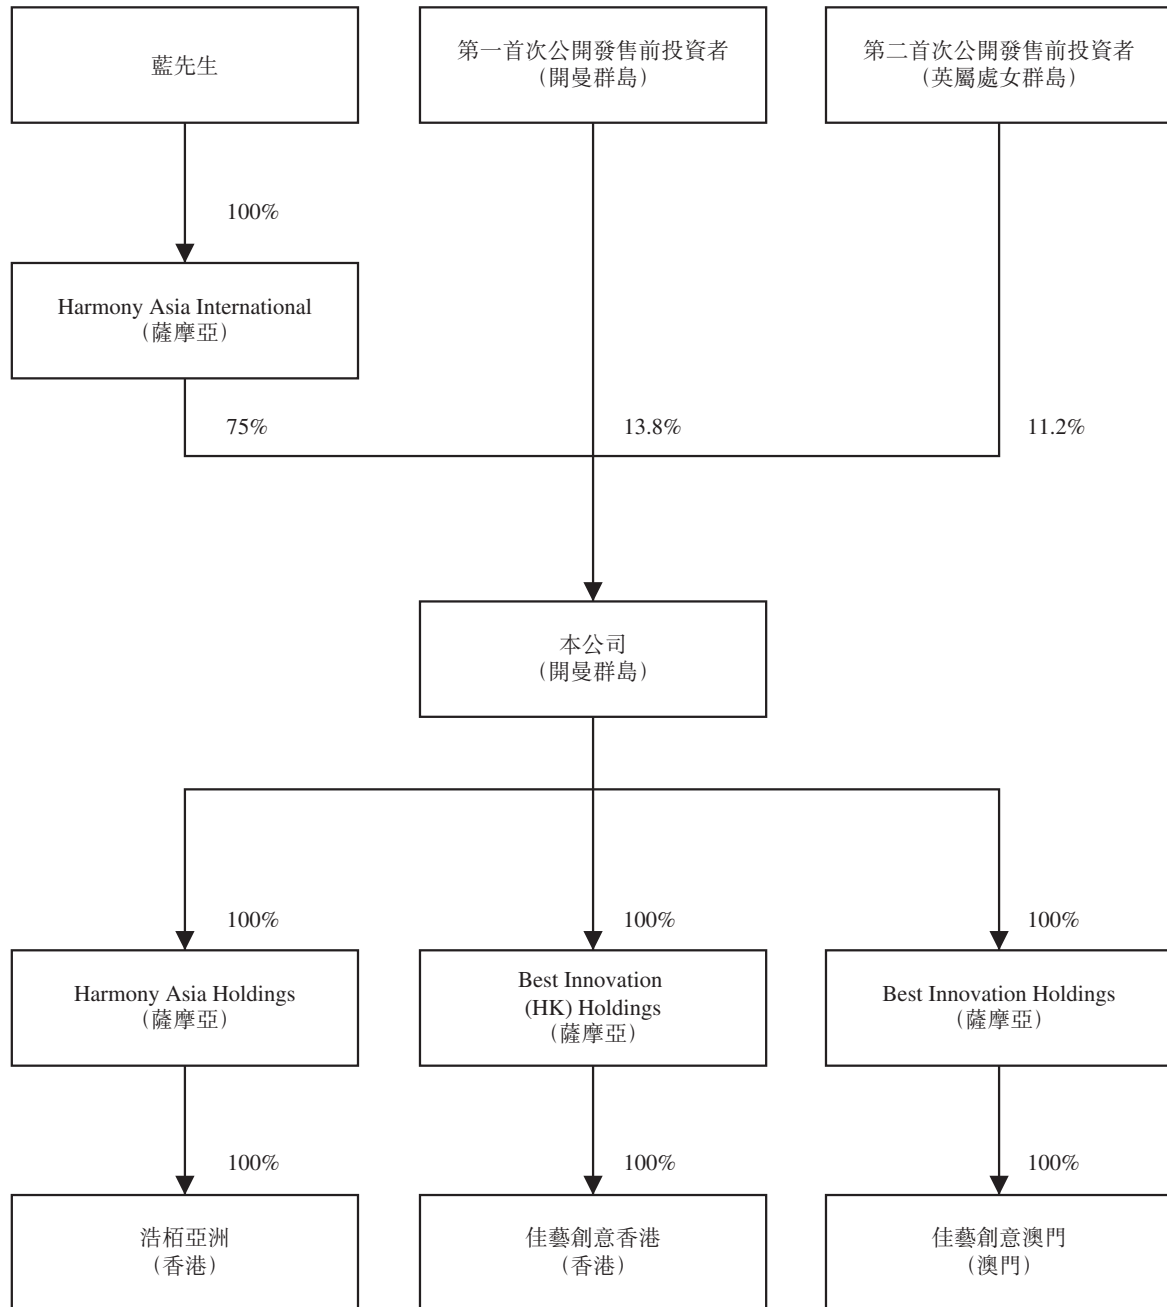 藍先生
第一首次公開發售前投資者
（開曼群島）
第二首次公開發售前投資者
（英屬處女群島）
100%
Harmony Asia International
（薩摩亞）
75%
13.8%
11.2%
本公司
（開曼群島）
100%
100%
100%
Harmony Asia Holdings
（薩摩亞）
Best Innovation
(HK) Holdings
（薩摩亞）
Best Innovation Holdings
（薩摩亞）
100%
100%
100%
浩栢亞洲
（香港）
佳藝創意香港
（香港）
佳藝創意澳門
（澳門）